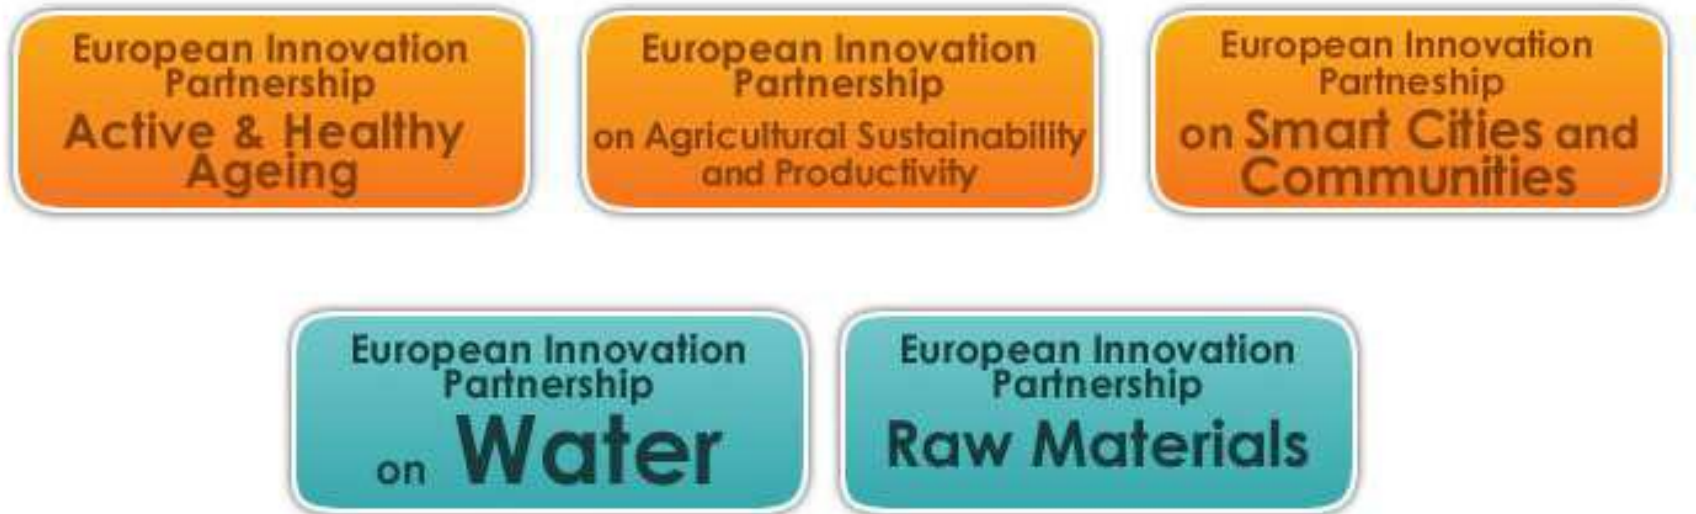 European Innovation
Partnership
Active & Healthy
Ageing
European Innovation
Partnership
on Agricultural Sustainability
and Productivity
European Innovation
Partneship
on Smart Cities and
Communities
European Innovation
Partnership
on Water
European Innovation
Partnership
Raw Materials